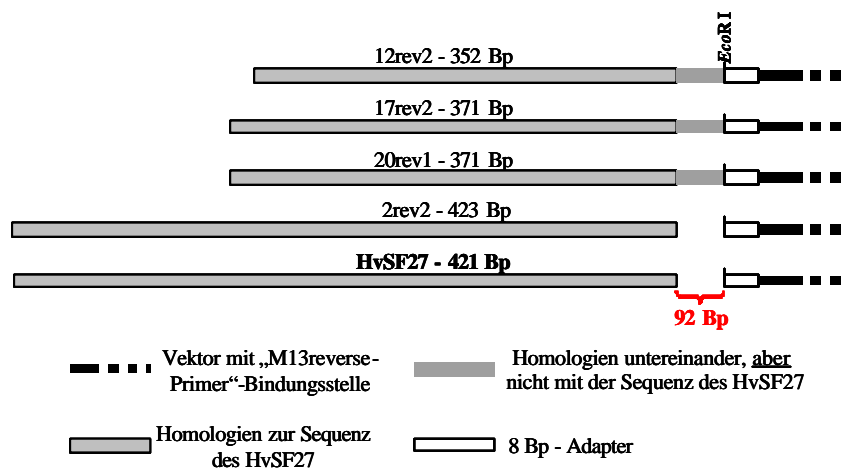 EcoRI
12rev2 - 352 Bp
17rev2 - 371 Bp
20rev1 - 371 Bp
2rev2 - 423 Bp
HvSF27 - 421 Bp
92 Bp
Vektor mit „M13reverse-
Primer“-Bindungsstelle
Homologien untereinander, aber
nicht mit der Sequenz des HvSF27
Homologien zur Sequenz
des HvSF27
8 Bp - Adapter